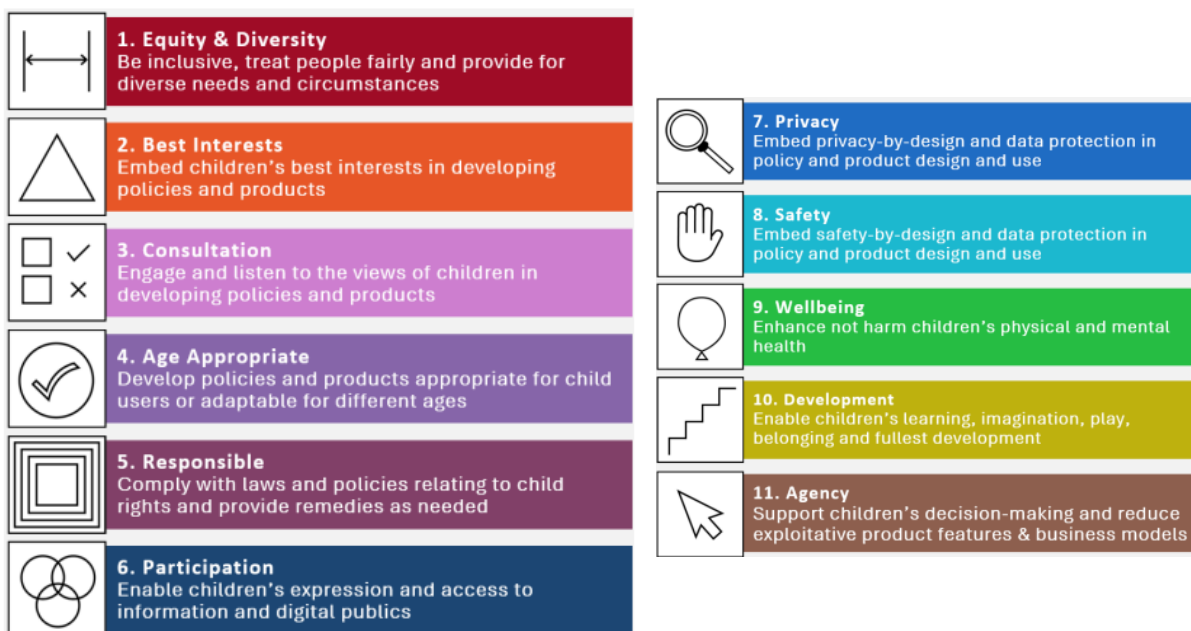 1. Equity & Diversity
Be inclusive, treat people fairly and provide for
diverse needs and circumstances
2. Best Interests
Embed children's best interests in developing
policies and products
3. Consultation
Engage and listen to the views of children in
developing policies and products
4. Age Appropriate
Develop policies and products appropriate for child
users or adaptable for different ages
5. Responsible
Comply with laws and policies relating to child
rights and provide remedies as needed
6. Participation
Enable children's expression and access to
information and digital publics
7. Privacy
Embed privacy-by-design and data protection in
policy and product design and use
8. Safety
Embed safety-by-design and data protection in
policy and product design and use
9. Wellbeing
Enhance not harm children's physical and mental
health
10. Development
Enable children's learning, imagination, play,
belonging and fullest development
11. Agency
Support children's decision-making and reduce
exploitative product features & business models